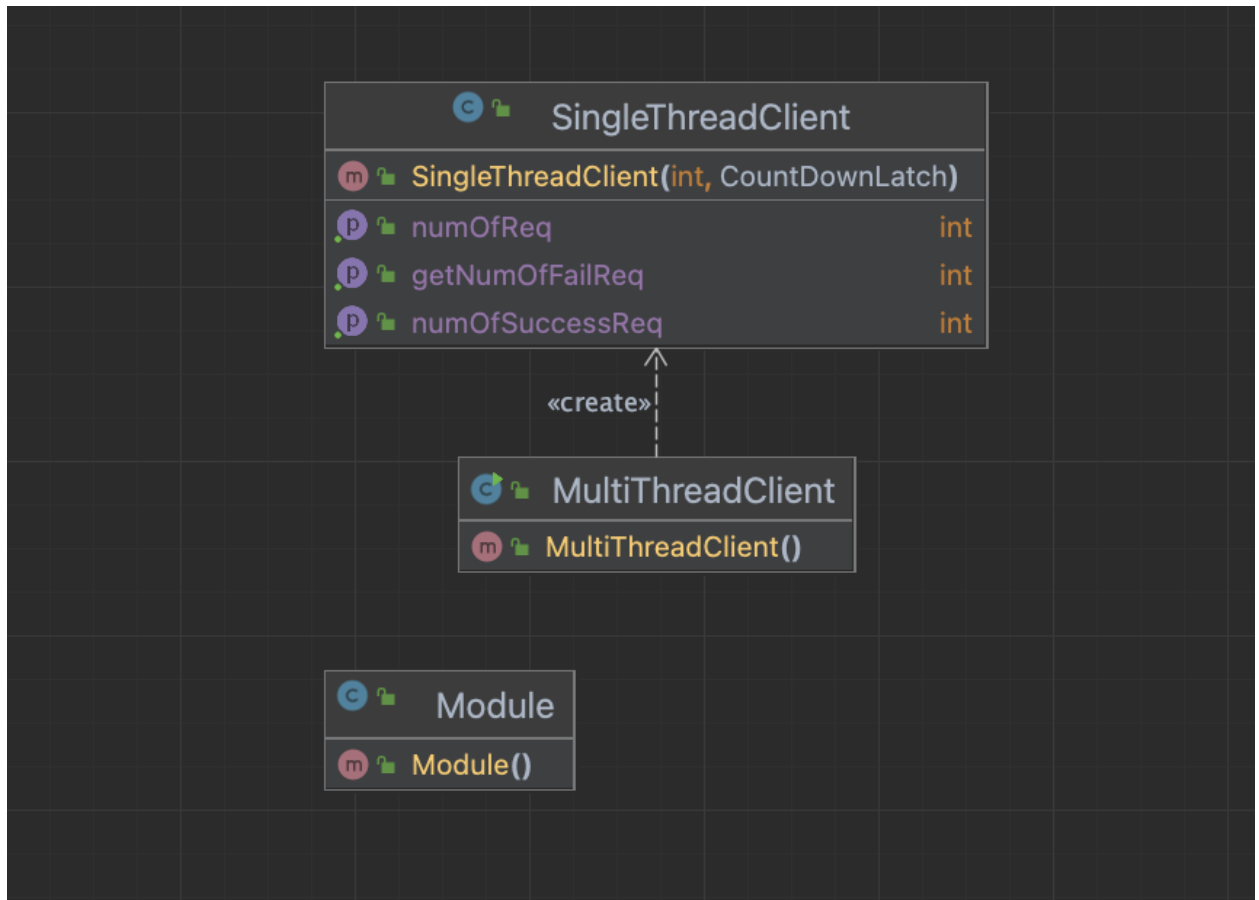 C SingleThreadClient
m SingleThreadClient(int, CountDownLatch)
p numOfReq int
p getNumOfFailReq int
p numOfSuccessReq int
«create»
C MultiThreadClient
m MultiThreadClient()
C Module
m Module()